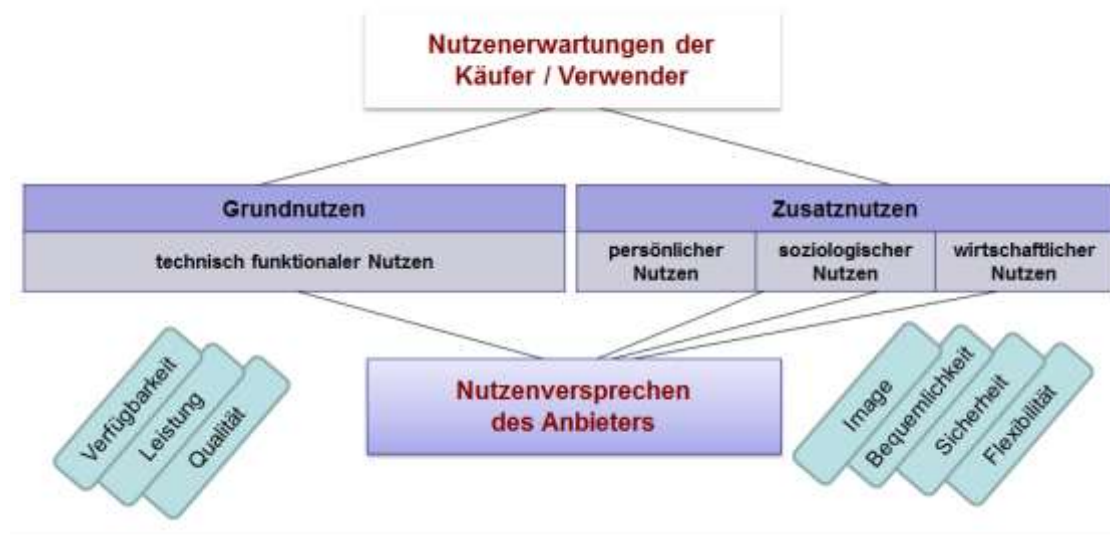 Nutzenerwartungen der
Käufer / Verwender
Grundnutzen
Zusatznutzen
technisch funktionaler Nutzen
persönlicher
Nutzen
soziologischer
Nutzen
wirtschaftlicher
Nutzen
Verfügbarkeit
Leistung
Qualität
Nutzenversprechen
des Anbieters
Image
Bequemlichkeit
Sicherheit
Flexibilität